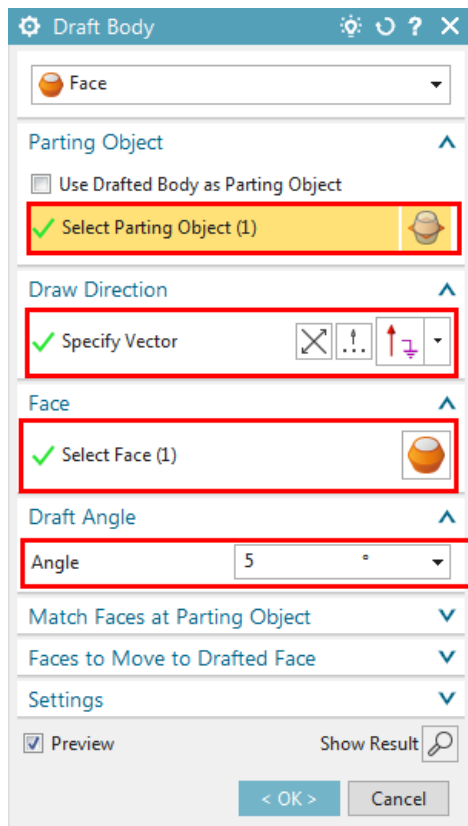 Draft Body ?
Face
Parting Object
Use Drafted Body as Parting Object
Select Parting Object (1)
Draw Direction
Specify Vector
Face
Select Face (1)
Draft Angle
Angle 5 °
Match Faces at Parting Object
Faces to Move to Drafted Face
Settings
Preview Show Result
< OK > Cancel